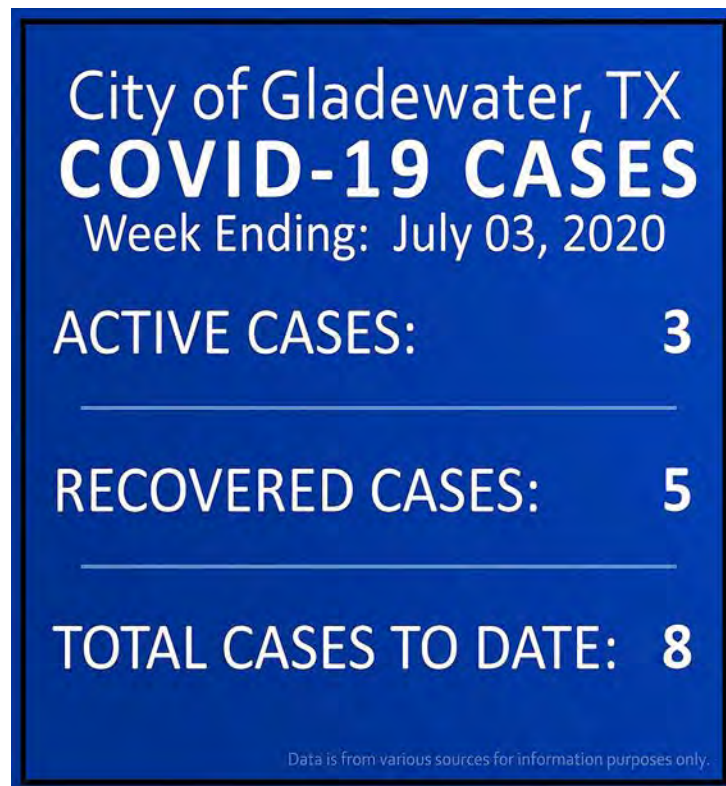 City of Gladewater, TX
COVID-19 CASES
Week Ending: July 03, 2020
ACTIVE CASES: 3
RECOVERED CASES: 5
TOTAL CASES TO DATE: 8
Data is from various sources for information purposes only.